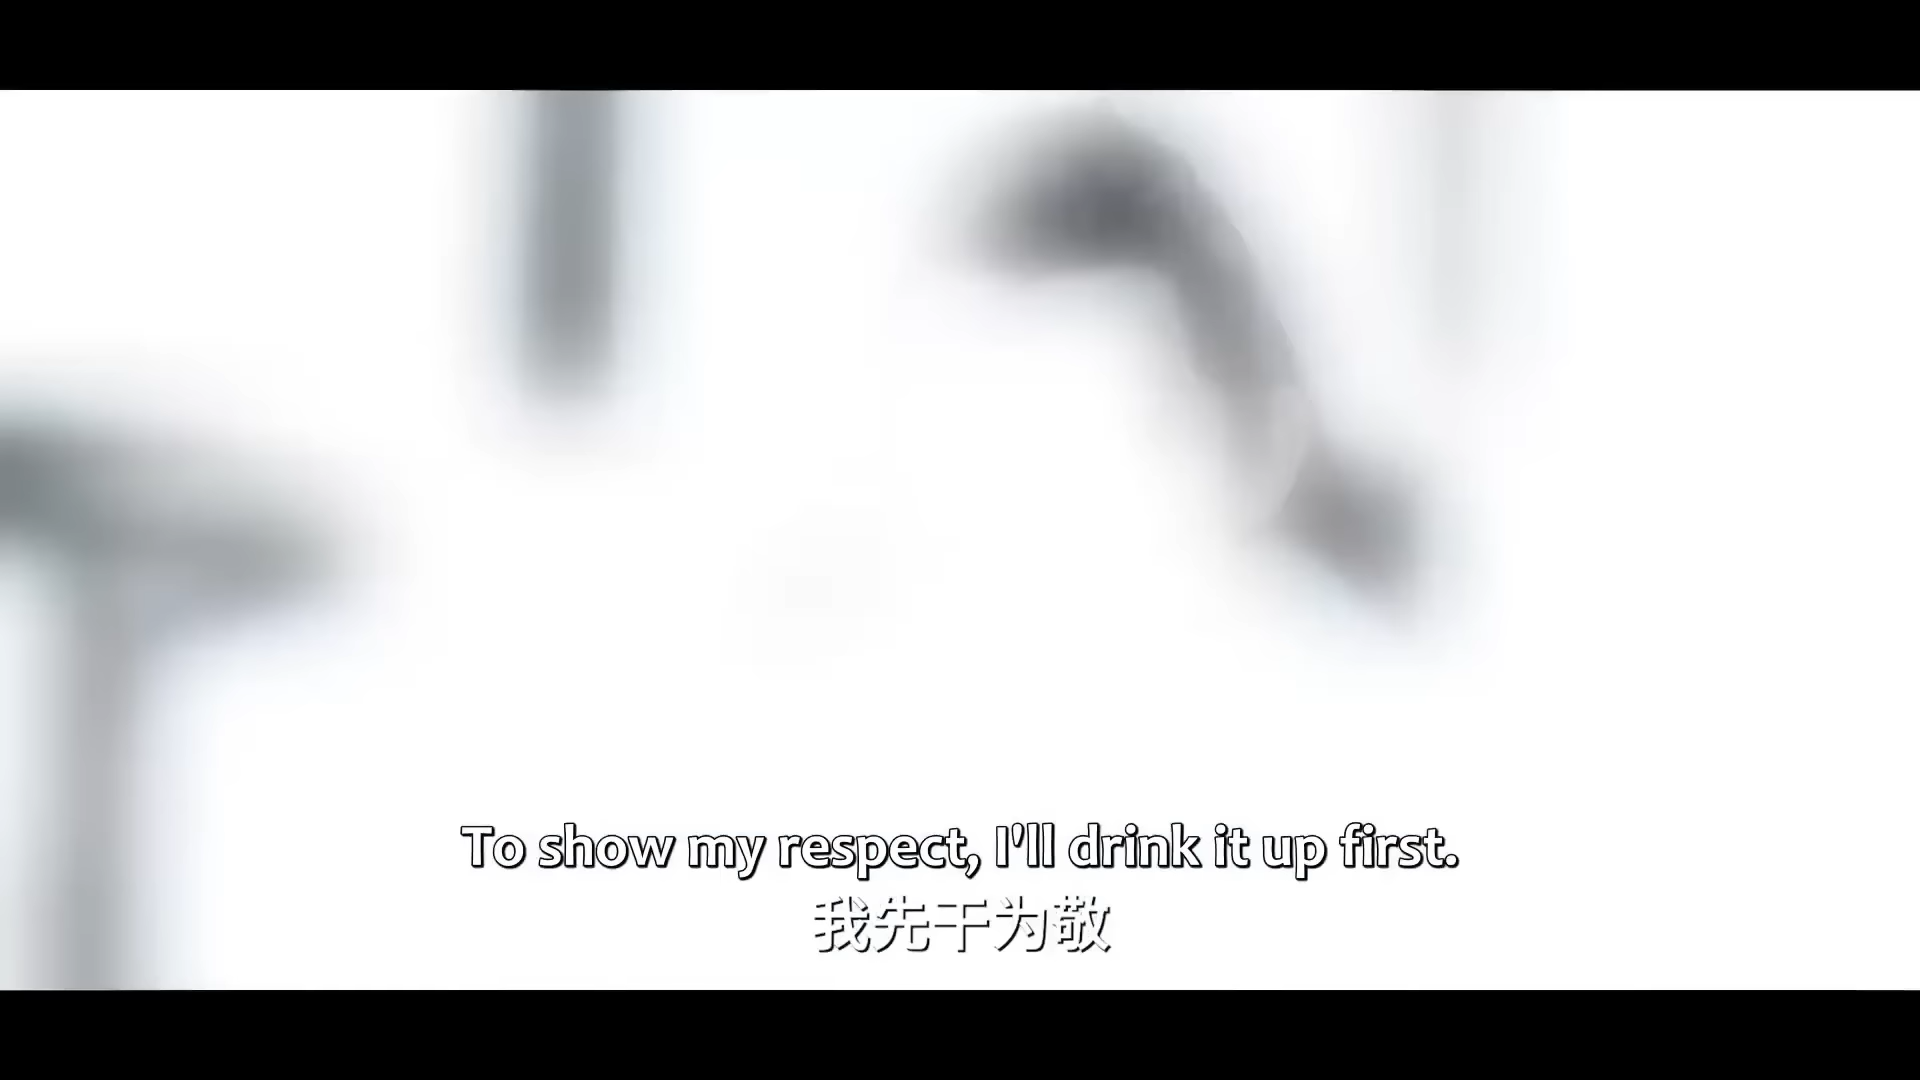 To show my respect, I'll drink it up first.
我先干为敬